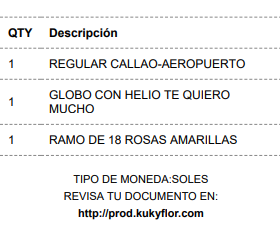 QTY Descripción
1 REGULAR CALLAO-AEROPUERTO
1 GLOBO CON HELIO TE QUIERO
MUCHO
1 RAMO DE 18 ROSAS AMARILLAS
TIPO DE MONEDA:SOLES
REVISA TU DOCUMENTO EN:
http://prod.kukyflor.com